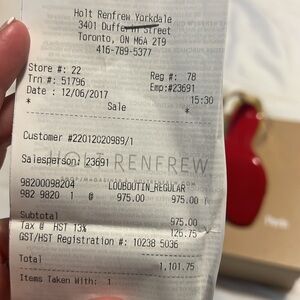 Holt Renfrew Yorkdale
3401 Dufferin Street
Toronto, ON M6A 2T9
416-789-5377
Store #: 22 Reg #: 78
Trn #: 51796 Emp:#23691
Date : 12/06/2017 15:30
* Sale *
Customer #22012020989/1
HOLT RENFREW
Salesperson: 23691
98200098204 LOOBOUTIN_REGULAR
982 9820 1 @ 975.00 975.00
Subtotal 975.00
Tax @ HST 13% 126.75
GST/HST Registration #: 10238 5036
Total 1,101.75
Items Taken With: 1